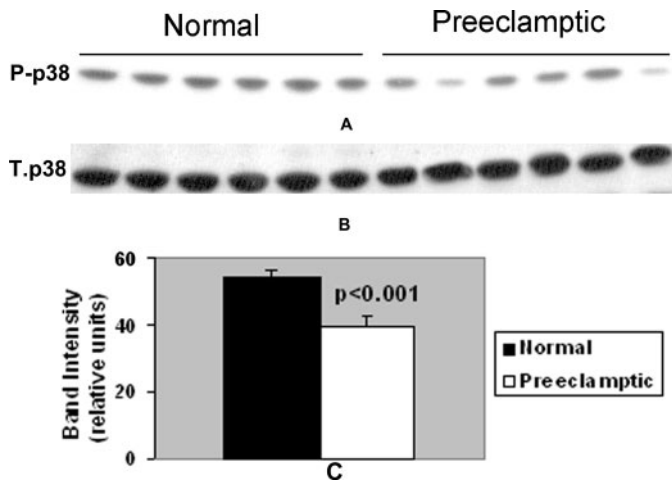 Normal Preeclamptic
P-p38
A
T.p38
B
60
40
20
0
Band Intensity
(relative units)
p<0.001
Normal
Preeclamptic
C